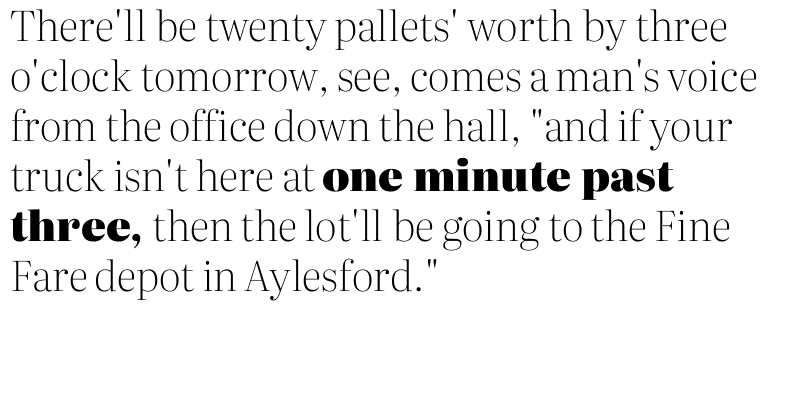 There'll be twenty pallets' worth by three
o'clock tomorrow, see, comes a man's voice
from the office down the hall, "and if your
truck isn't here at one minute past
three, then the lot'll be going to the Fine
Fare depot in Aylesford."